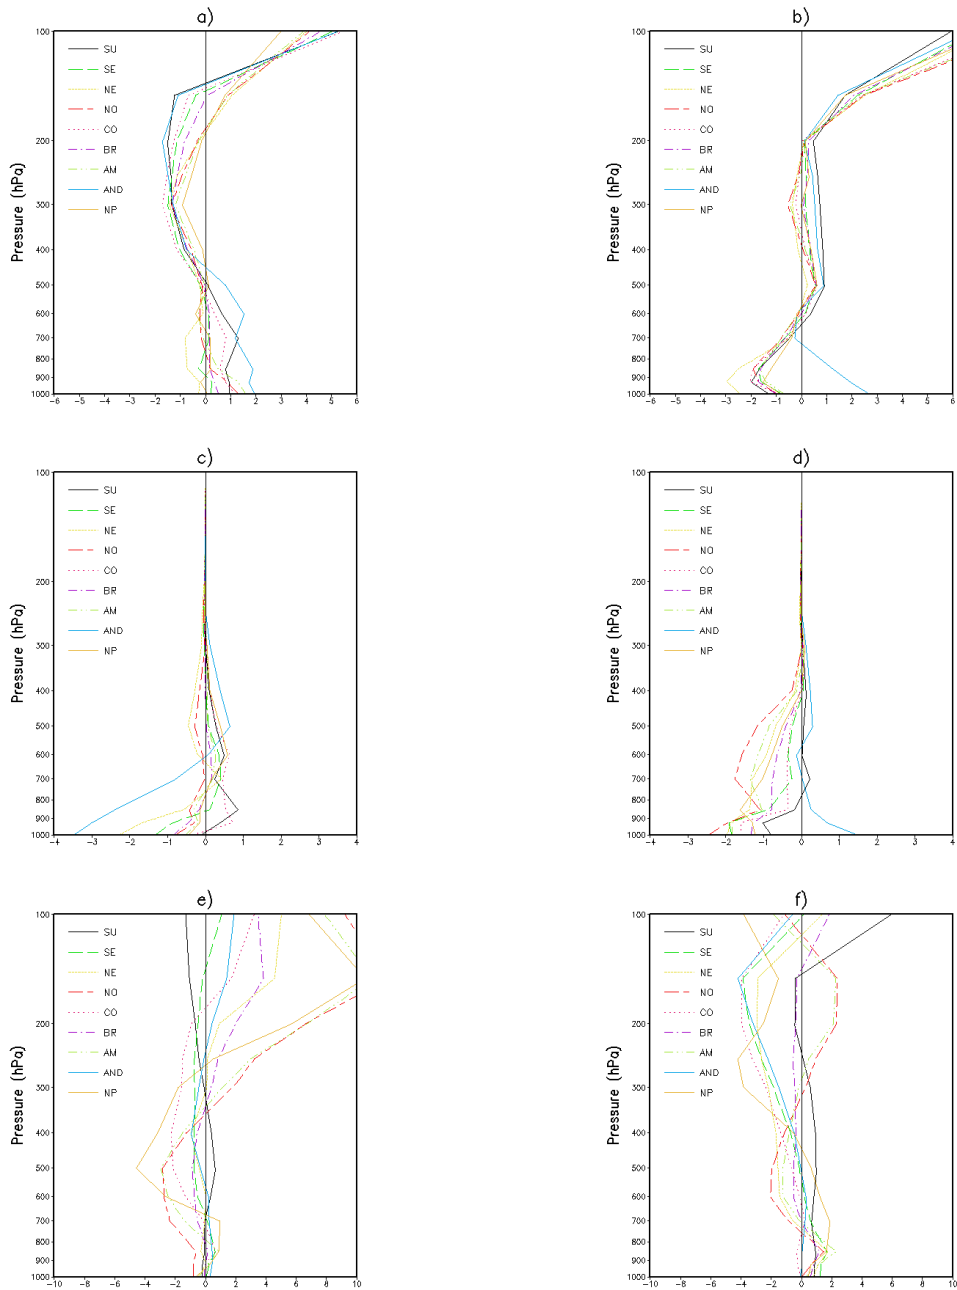 a)
100
200
300
400
500
600
700
800
900
1000
Pressure (hPa)
SU
SE
NE
NO
CO
BR
AM
AND
NP
-6 -5 -4 -3 -2 -1 0 1 2 3 4 5 6
b)
100
200
300
400
500
600
700
800
900
1000
Pressure (hPa)
SU
SE
NE
NO
CO
BR
AM
AND
NP
-6 -5 -4 -3 -2 -1 0 1 2 3 4 5 6
c)
100
200
300
400
500
600
700
800
900
1000
Pressure (hPa)
SU
SE
NE
NO
CO
BR
AM
AND
NP
-4 -3 -2 -1 0 1 2 3 4
d)
100
200
300
400
500
600
700
800
900
1000
Pressure (hPa)
SU
SE
NE
NO
CO
BR
AM
AND
NP
-4 -3 -2 -1 0 1 2 3 4
e)
100
200
300
400
500
600
700
800
900
1000
Pressure (hPa)
SU
SE
NE
NO
CO
BR
AM
AND
NP
-10 -8 -6 -4 -2 0 2 4 6 8 10
f)
100
200
300
400
500
600
700
800
900
1000
Pressure (hPa)
SU
SE
NE
NO
CO
BR
AM
AND
NP
-10 -8 -6 -4 -2 0 2 4 6 8 10